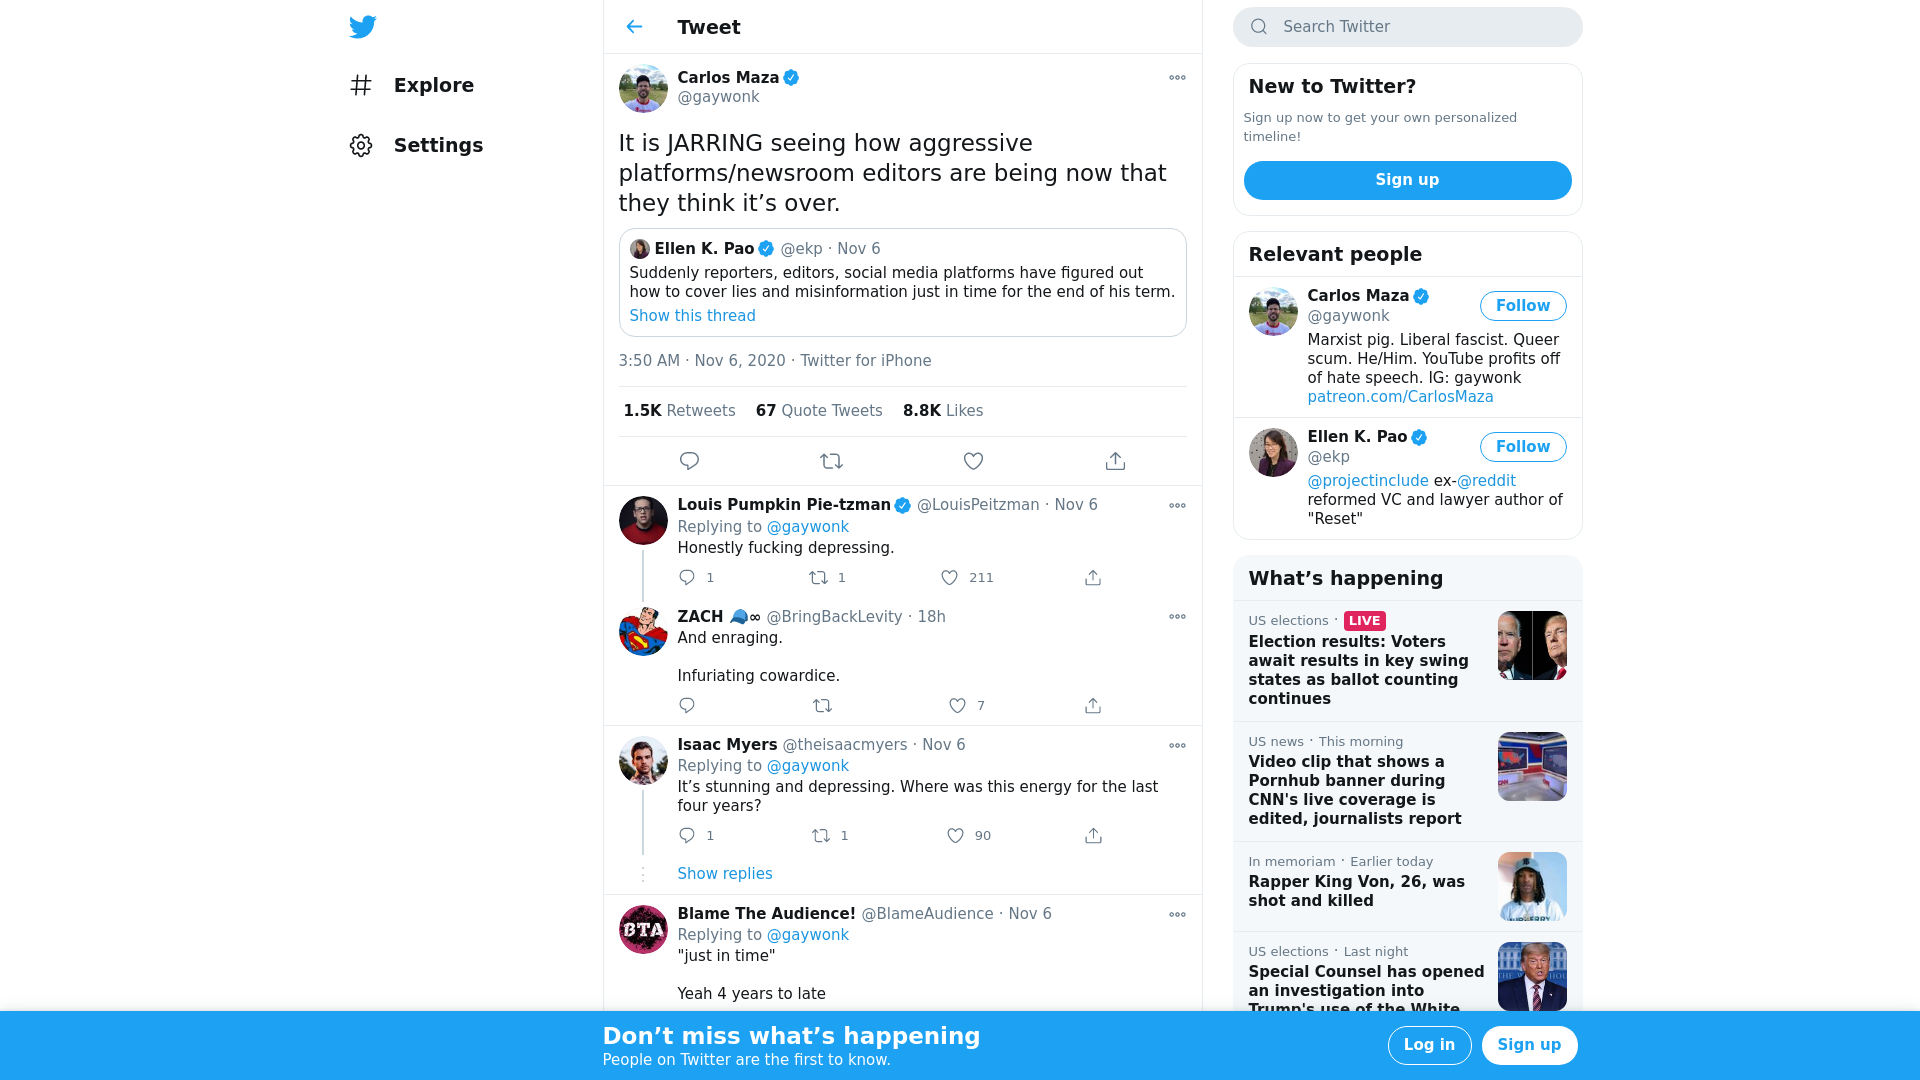 Explore
Settings
Tweet
Carlos Maza
@gaywonk
It is JARRING seeing how aggressive
platforms/newsroom editors are being now that
they think it’s over.
Ellen K. Pao @ekp · Nov 6
Suddenly reporters, editors, social media platforms have figured out
how to cover lies and misinformation just in time for the end of his term.
Show this thread
3:50 AM · Nov 6, 2020 · Twitter for iPhone
1.5K Retweets 67 Quote Tweets 8.8K Likes
Louis Pumpkin Pie-tzman @LouisPeitzman · Nov 6
Replying to @gaywonk
Honestly fucking depressing.
1 1 211
ZACH 🧢∞ @BringBackLevity · 18h
And enraging.
Infuriating cowardice.
7
Isaac Myers @theisaacmyers · Nov 6
Replying to @gaywonk
It’s stunning and depressing. Where was this energy for the last
four years?
1 1 90
Show replies
BTA
Blame The Audience! @BlameAudience · Nov 6
Replying to @gaywonk
"just in time"
Yeah 4 years to late
Search Twitter
New to Twitter?
Sign up now to get your own personalized
timeline!
Sign up
Relevant people
Carlos Maza
@gaywonk
Follow
Marxist pig. Liberal fascist. Queer
scum. He/Him. YouTube profits off
of hate speech. IG: gaywonk
patreon.com/CarlosMaza
Ellen K. Pao
@ekp
Follow
@projectinclude ex-@reddit
reformed VC and lawyer author of
"Reset"
What’s happening
US elections · LIVE
Election results: Voters
await results in key swing
states as ballot counting
continues
US news · This morning
Video clip that shows a
Pornhub banner during
CNN's live coverage is
edited, journalists report
In memoriam · Earlier today
Rapper King Von, 26, was
shot and killed
US elections · Last night
Special Counsel has opened
an investigation into
Trump's use of the White
Don’t miss what’s happening
People on Twitter are the first to know.
Log in
Sign up